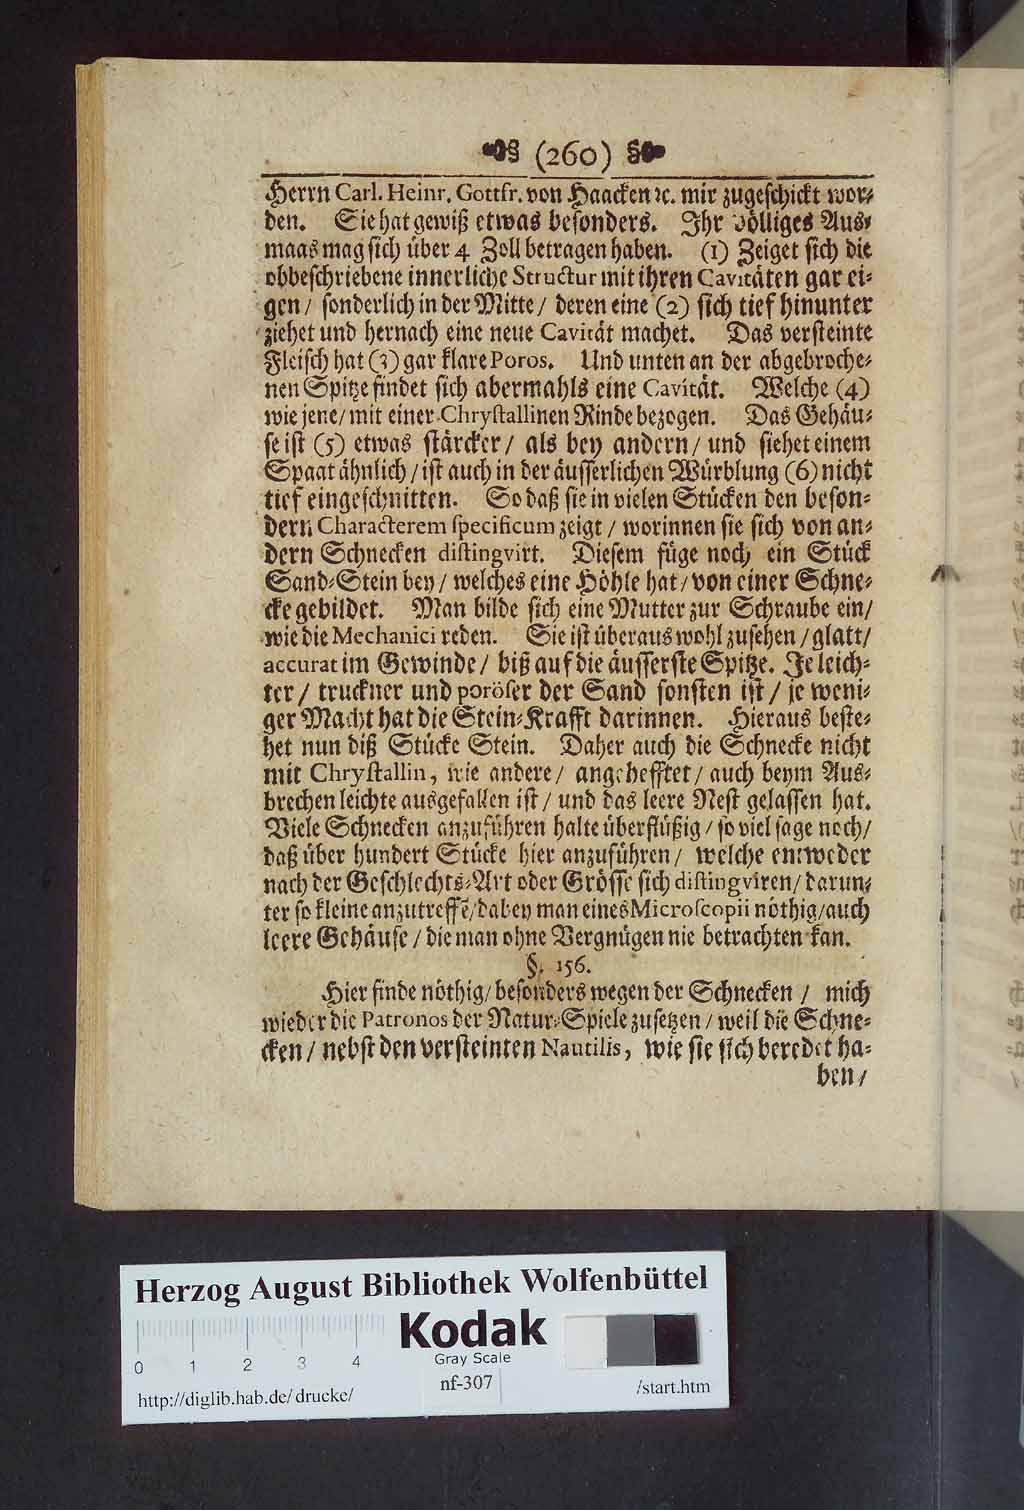 (260)
Herrn Carl. Heinr. Gottfr. von Haacken ꝛc. mir zugeschickt wor-
den. Sie hat gewiß etwas besonders. Ihr völliges Aus-
maas mag sich über 4 Zoll betragen haben. (1) Zeiget sich die
obbeschriebene innerliche Structur mit ihren Cavitäten gar ei-
gen / sonderlich in der Mitte / deren eine (2) sich tief hinunter
ziehet und hernach eine neue Cavität machet. Das versteinte
Fleisch hat (3) gar klare Poros. Und unten an der abgebroche-
nen Spitze findet sich abermahls eine Cavität. Welche (4)
wie jene / mit einer Chrystallinen Rinde bezogen. Das Gehäu-
se ist (5) etwas stärcker / als bey andern / und siehet einem
Spaat ähnlich / ist auch in der äusserlichen Würblung (6) nicht
tief eingeschnitten. So daß sie in vielen Stücken den beson-
dern Characterem specificum zeigt / worinnen sie sich von an-
dern Schnecken distingvirt. Diesem füge noch ein Stück
Sand-Stein bey / welches eine Höhle hat / von einer Schne-
cke gebildet. Man bilde sich eine Mutter zur Schraube ein /
wie die Mechanici reden. Sie ist überaus wohl zusehen / glatt /
accurat im Gewinde / biß auf die äusserste Spitze. Je leich-
ter / truckner und poröser der Sand sonsten ist / je weni-
ger Macht hat die Stein-Krafft darinnen. Hieraus beste-
het nun diß Stücke Stein. Daher auch die Schnecke nicht
mit Chrystallin, wie andere / angehefftet / auch beym Aus-
brechen leichte ausgefallen ist / und das leere Nest gelassen hat.
Viele Schnecken anzuführen halte überflüßig / so viel sage noch /
daß über hundert Stücke hier anzuführen / welche entweder
nach der Geschlechts-Art oder Grösse sich distingviren / darun-
ter so kleine anzutreffē / dabey man eines Microscopii nöthig / auch
leere Gehäuse / die man ohne Vergnügen nie betrachten kan.
§. 156.
Hier finde nöthig / besonders wegen der Schnecken / mich
wieder die Patronos der Natur-Spiele zusetzen / weil die Schne-
cken / nebst den versteinten Nautilis, wie sie sich beredet ha-
ben /
Herzog August Bibliothek Wolfenbüttel
Kodak
Gray Scale
0 1 2 3 4
nf-307
http://diglib.hab.de/drucke/
/start.htm